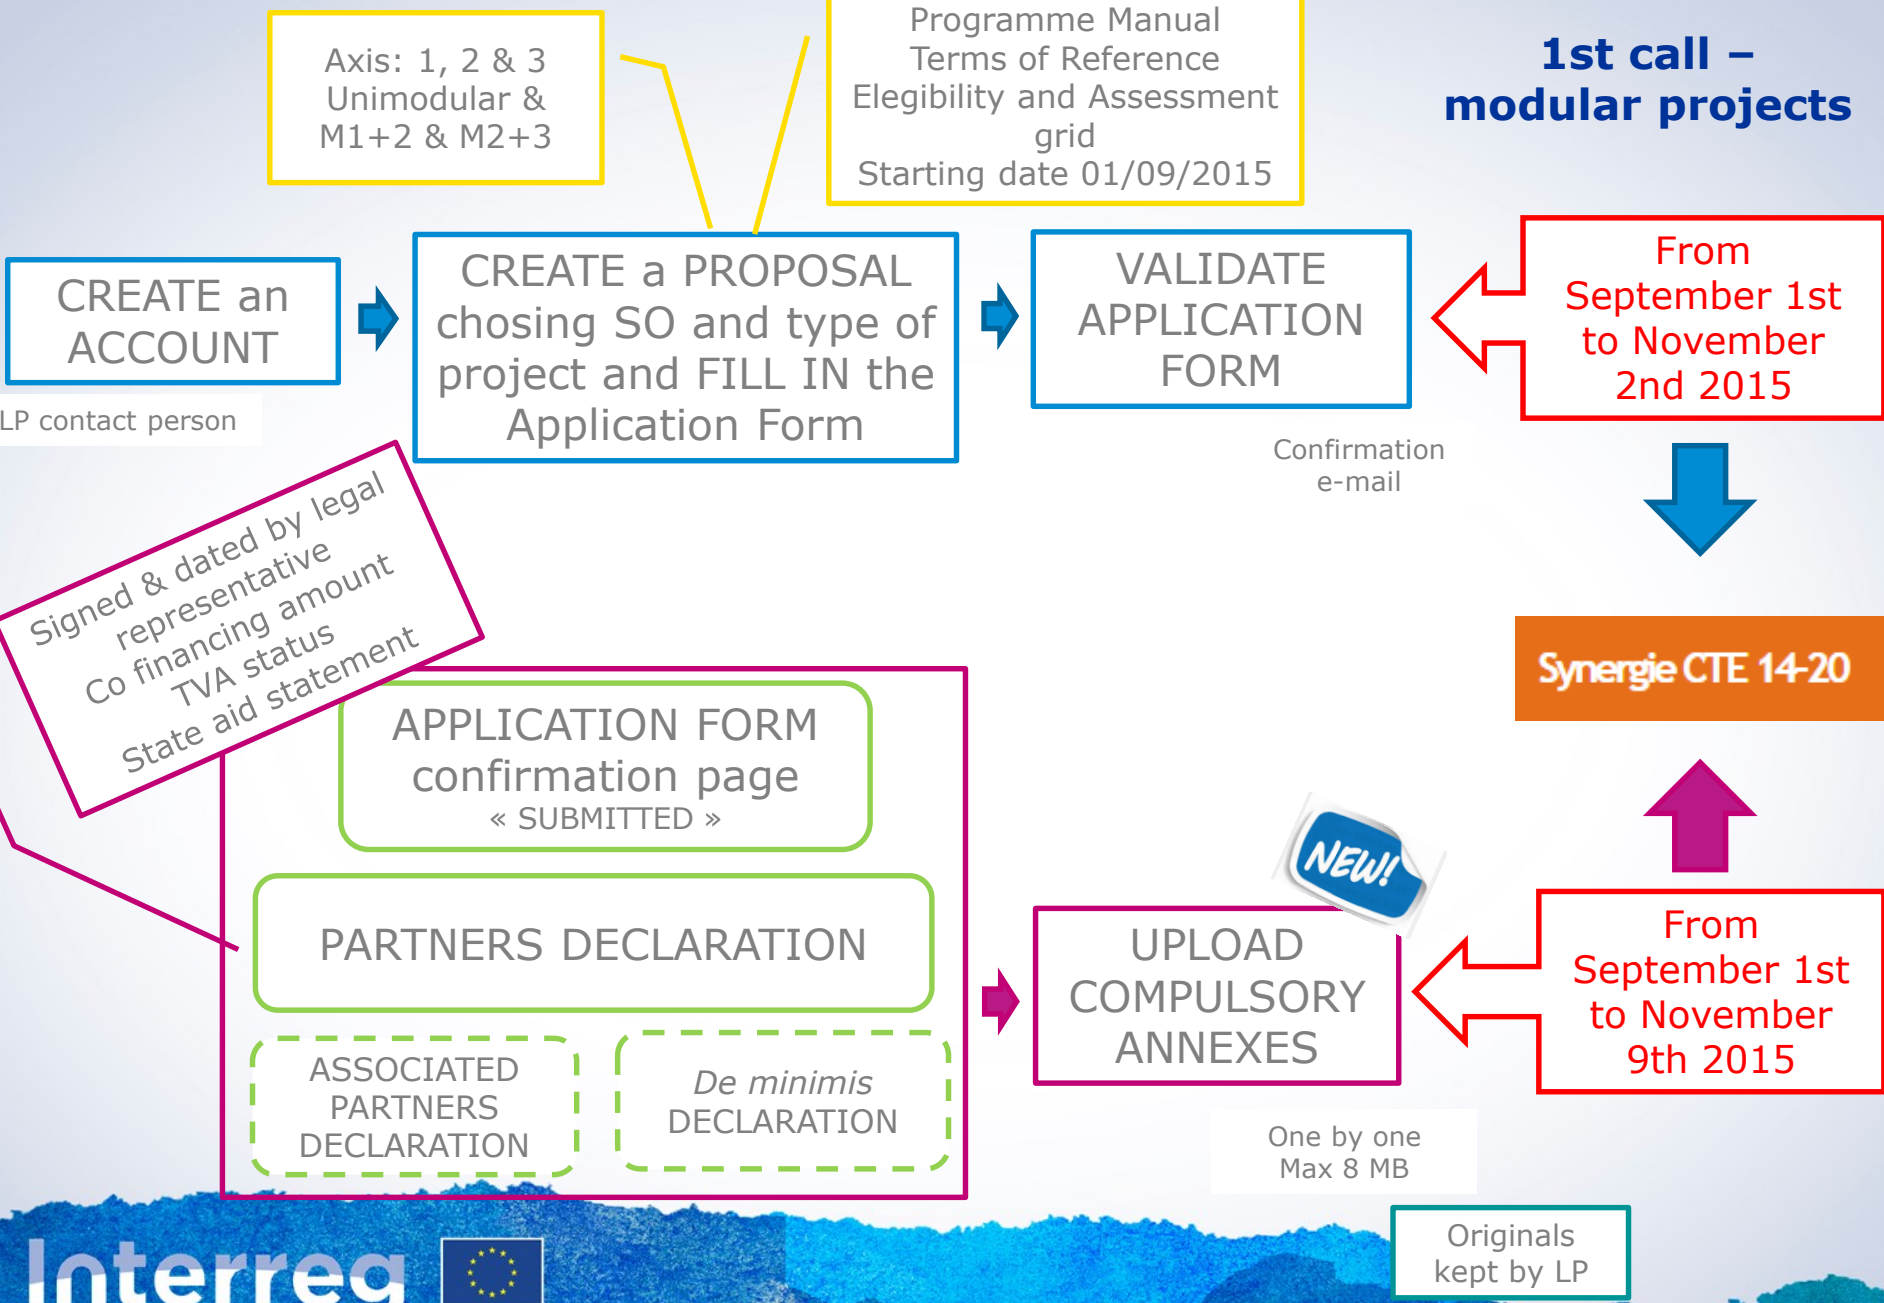 Axis: 1, 2 & 3
Unimodular &
M1+2 & M2+3
Programme Manual
Terms of Reference
Elegibility and Assessment
grid
Starting date 01/09/2015
1st call –
modular projects
CREATE an
ACCOUNT
LP contact person
CREATE a PROPOSAL
chosing SO and type of
project and FILL IN the
Application Form
VALIDATE
APPLICATION
FORM
Confirmation
e-mail
From
September 1st
to November
2nd 2015
Signed & dated by legal
representative
Co financing amount
TVA status
State aid statement
Synergie CTE 14-20
APPLICATION FORM
confirmation page
« SUBMITTED »
PARTNERS DECLARATION
ASSOCIATED
PARTNERS
DECLARATION
De minimis
DECLARATION
NEW!
UPLOAD
COMPULSORY
ANNEXES
From
September 1st
to November
9th 2015
One by one
Max 8 MB
Originals
kept by LP
Interreg